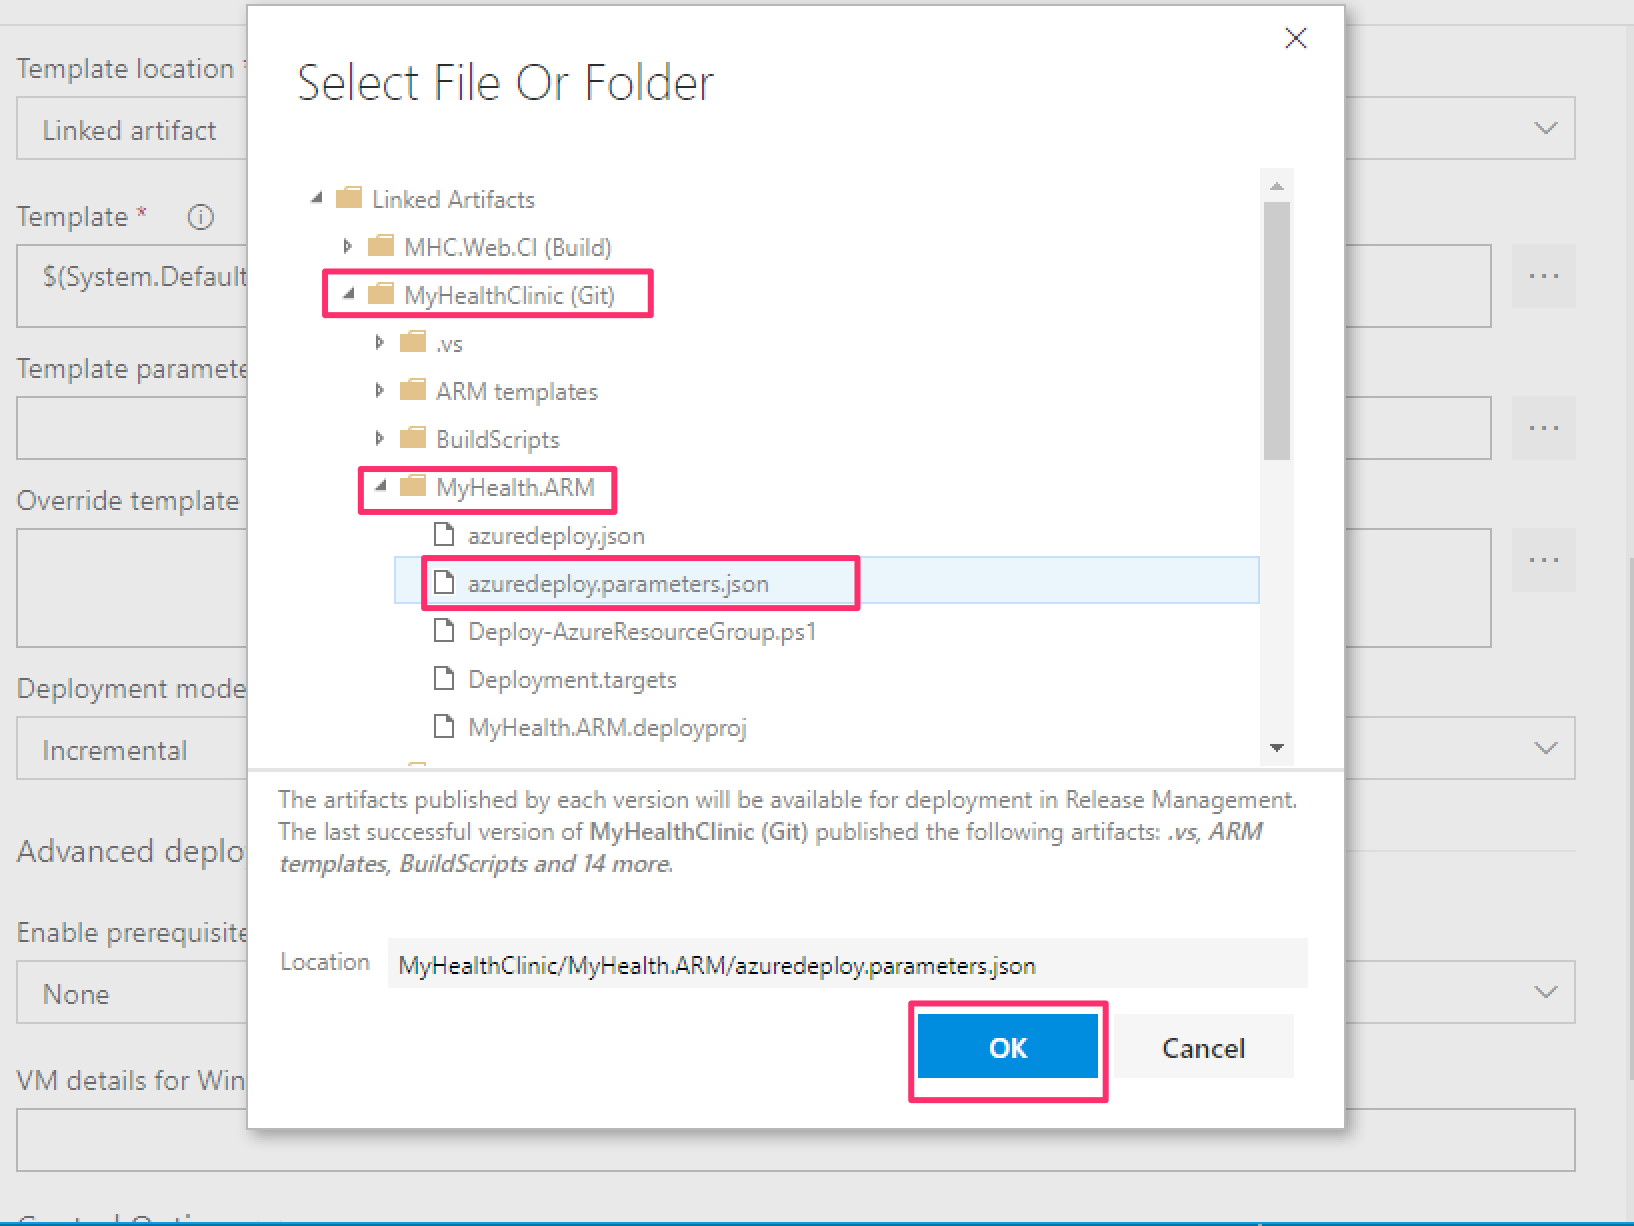 Select File Or Folder
Template location *
Linked artifact
Linked Artifacts
MHC.Web.CI (Build)
Template *
$(System.Default
MyHealthClinic (Git)
.vs
Template paramete
ARM templates
BuildScripts
MyHealth.ARM
Override template
azuredeploy.json
azuredeploy.parameters.json
Deploy-AzureResourceGroup.ps1
Deployment.targets
Deployment mode
MyHealth.ARM.deployproj
Incremental
The artifacts published by each version will be available for deployment in Release Management.
The last successful version of MyHealthClinic (Git) published the following artifacts: .vs, ARM
templates, BuildScripts and 14 more.
Advanced deplo
Enable prerequisite
Location MyHealthClinic/MyHealth.ARM/azuredeploy.parameters.json
None
OK
Cancel
VM details for Win